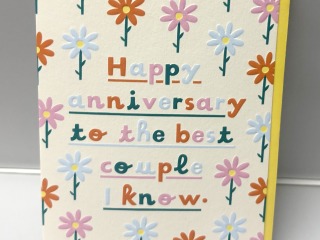 Happy
anniversary
to the best
couple
I know.